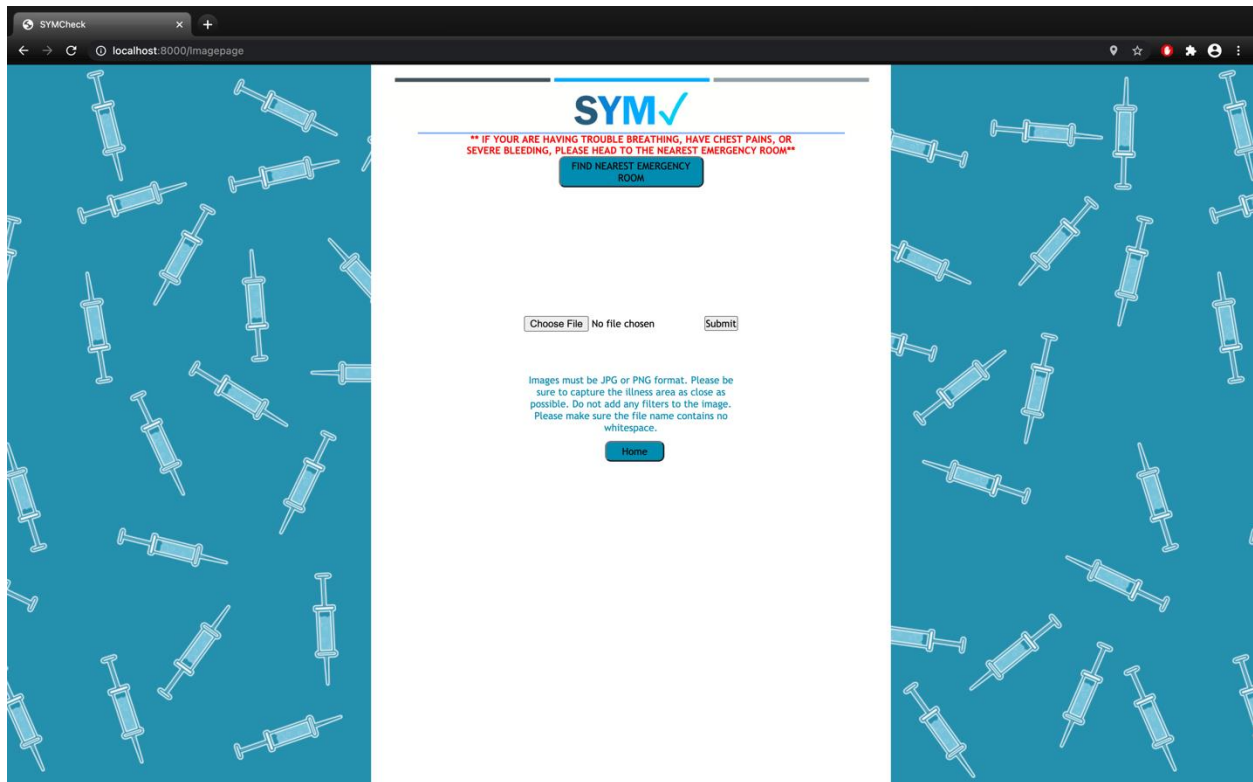 SYMCheck
localhost:8000/Imagepage
SYM✓
** IF YOUR ARE HAVING TROUBLE BREATHING, HAVE CHEST PAINS, OR
SEVERE BLEEDING, PLEASE HEAD TO THE NEAREST EMERGENCY ROOM**
FIND NEAREST EMERGENCY
ROOM
Choose File No file chosen Submit
Images must be JPG or PNG format. Please be
sure to capture the illness area as close as
possible. Do not add any filters to the image.
Please make sure the file name contains no
whitespace.
Home